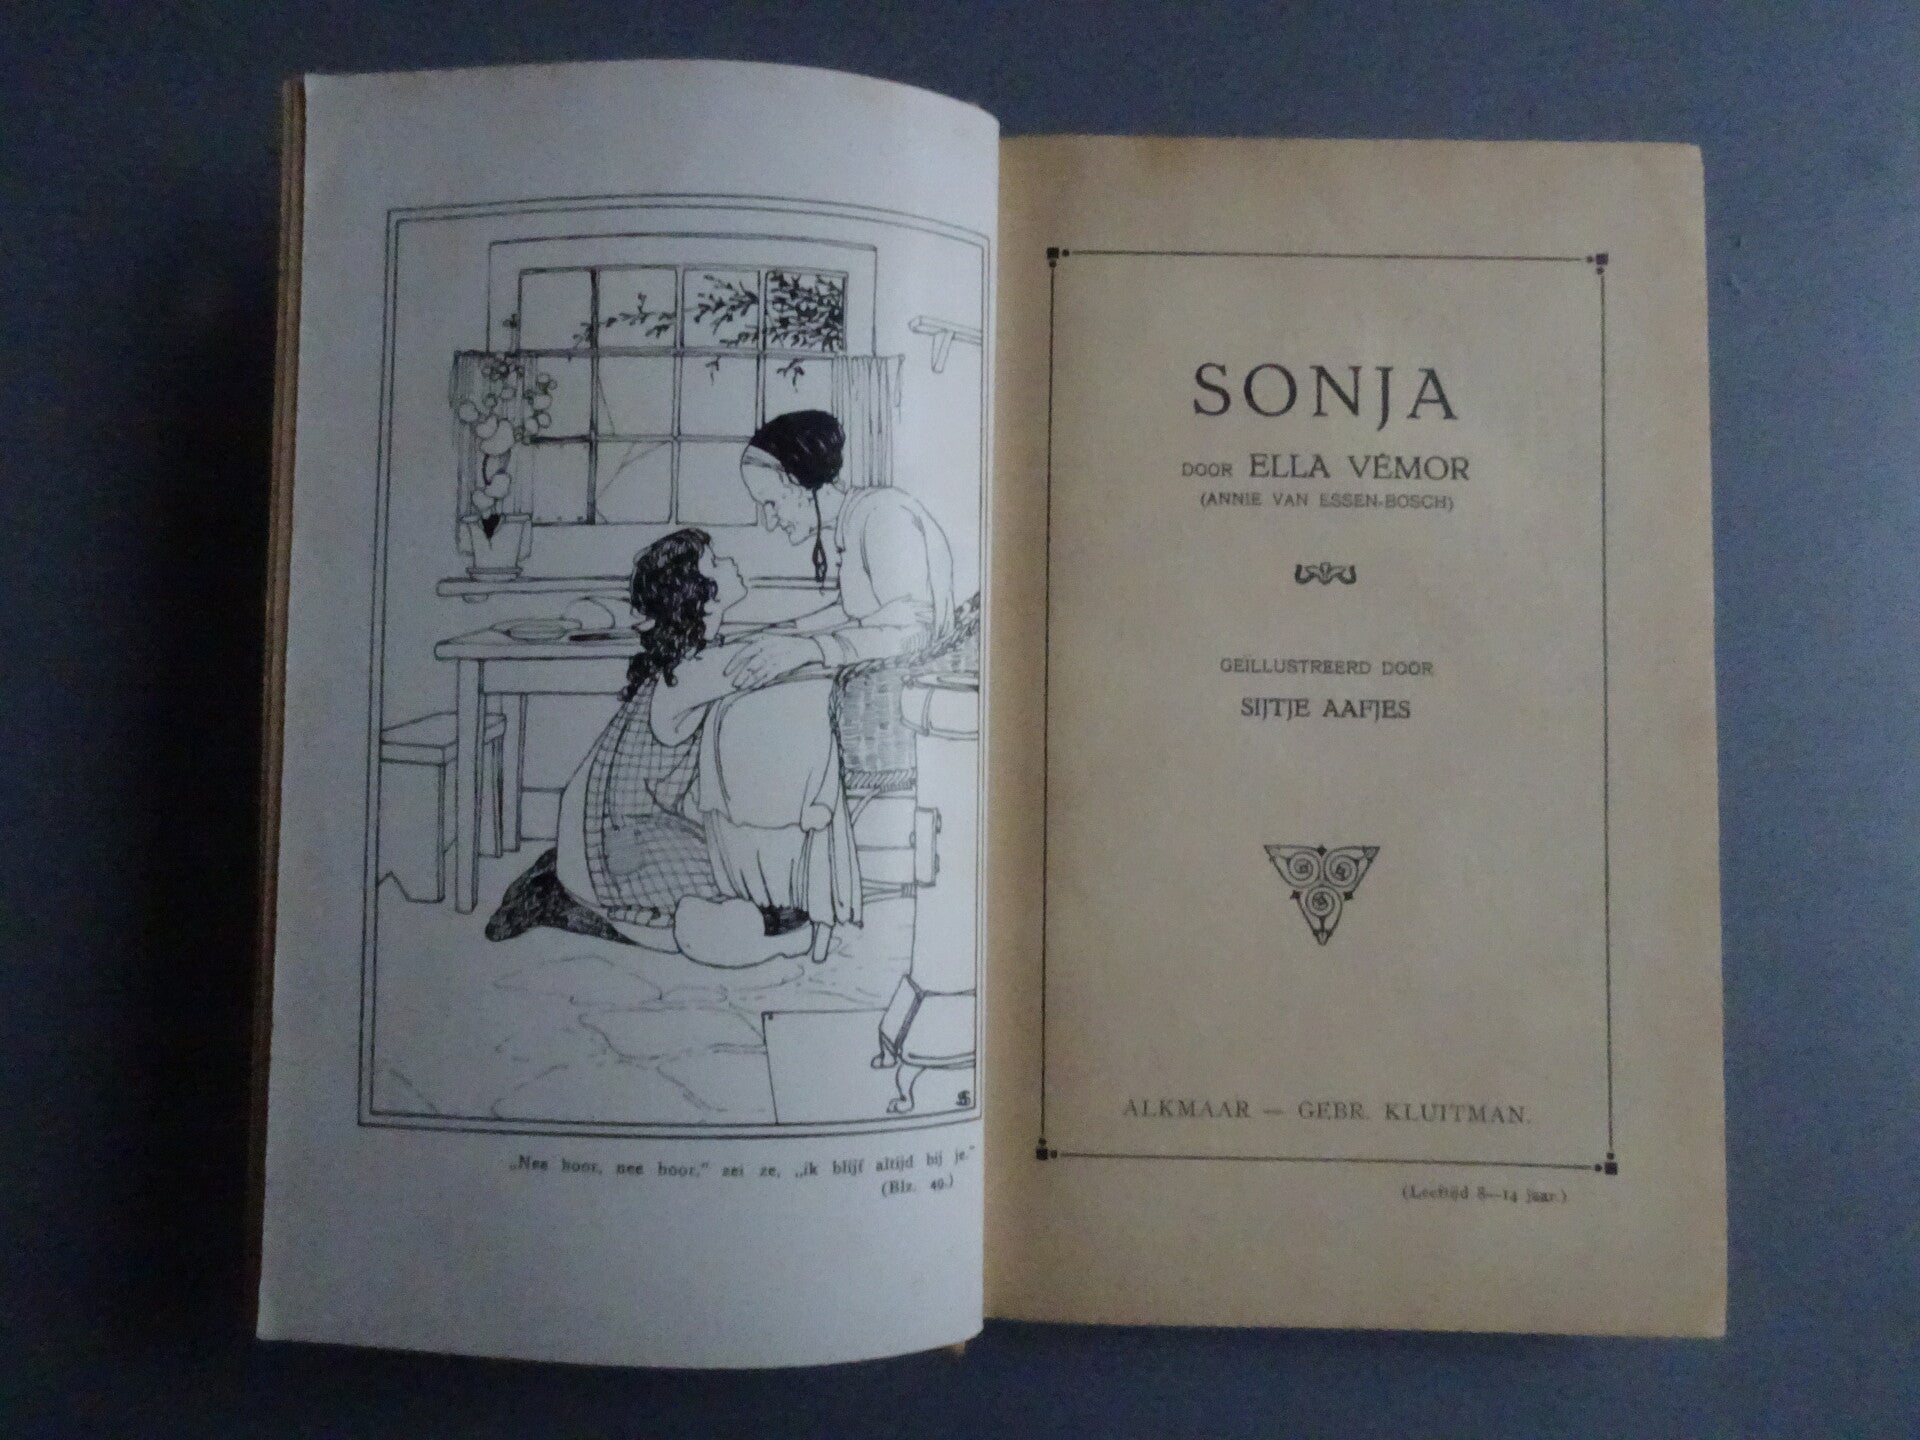 „Nee hoor, nee hoor,” zei ze, „ik blijf altijd bij je.”
(Blz. 49.)
SONJA
DOOR ELLA VÉMOR
(ANNIE VAN ESSEN-BOSCH)
GEÏLLUSTREERD DOOR
SIJTJE AAFJES
ALKMAAR — GEBR. KLUITMAN.
(Leeftijd 8—14 jaar.)